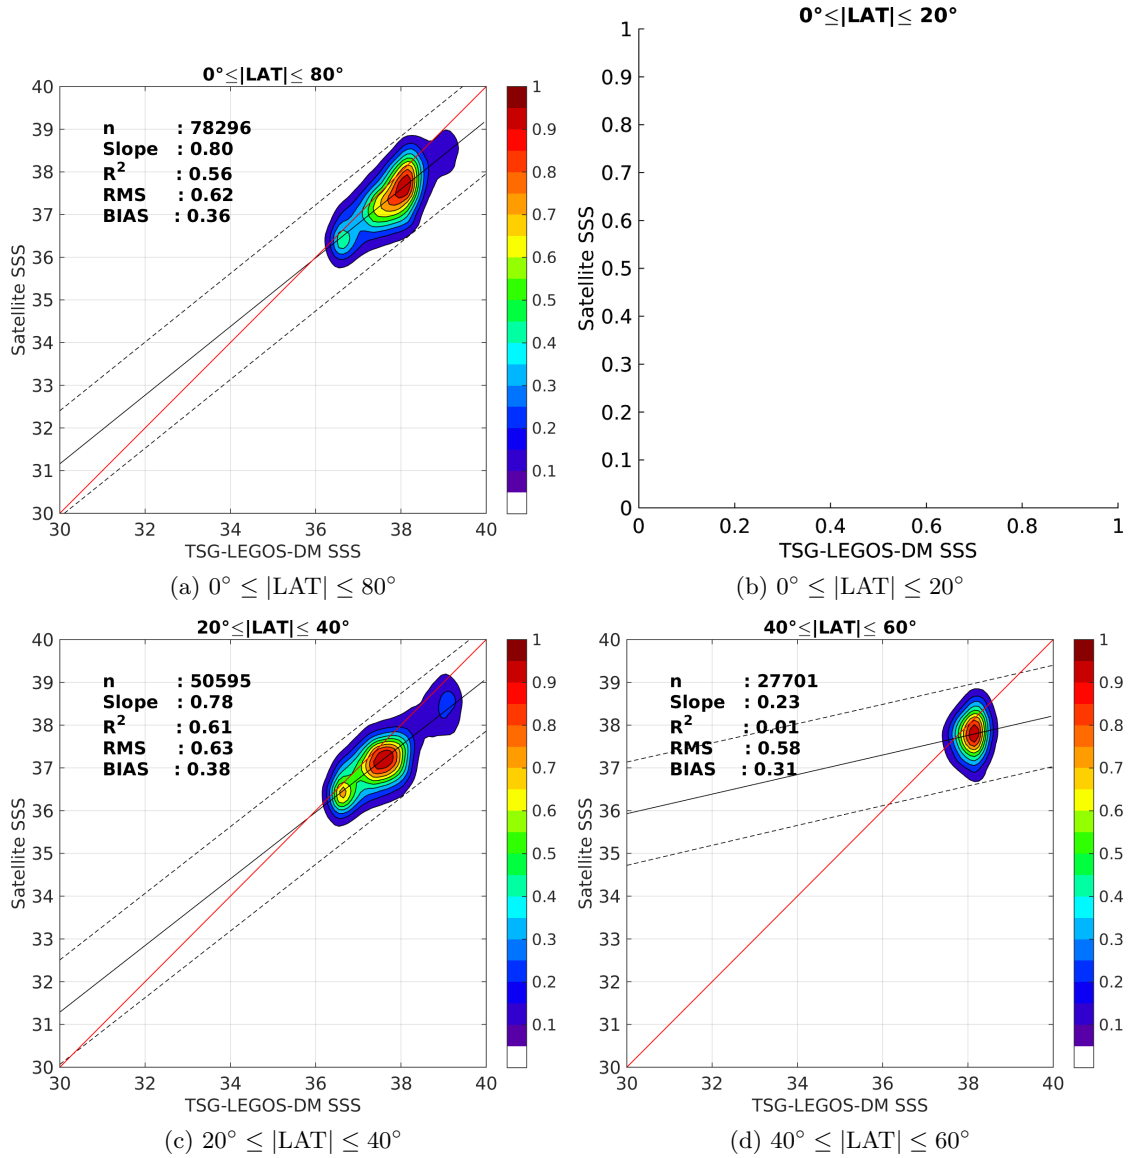 0°≤|LAT|≤ 80°
n : 78296
Slope : 0.80
R² : 0.56
RMS : 0.62
BIAS : 0.36
Satellite SSS
40
39
38
37
36
35
34
33
32
31
30
30 32 34 36 38 40
TSG-LEGOS-DM SSS
1
0.9
0.8
0.7
0.6
0.5
0.4
0.3
0.2
0.1
(a) 0° ≤ |LAT| ≤ 80°
0°≤|LAT|≤ 20°
Satellite SSS
1
0.9
0.8
0.7
0.6
0.5
0.4
0.3
0.2
0.1
0
0 0.2 0.4 0.6 0.8 1
TSG-LEGOS-DM SSS
(b) 0° ≤ |LAT| ≤ 20°
20°≤|LAT|≤ 40°
n : 50595
Slope : 0.78
R² : 0.61
RMS : 0.63
BIAS : 0.38
Satellite SSS
40
39
38
37
36
35
34
33
32
31
30
30 32 34 36 38 40
TSG-LEGOS-DM SSS
1
0.9
0.8
0.7
0.6
0.5
0.4
0.3
0.2
0.1
(c) 20° ≤ |LAT| ≤ 40°
40°≤|LAT|≤ 60°
n : 27701
Slope : 0.23
R² : 0.01
RMS : 0.58
BIAS : 0.31
Satellite SSS
40
39
38
37
36
35
34
33
32
31
30
30 32 34 36 38 40
TSG-LEGOS-DM SSS
1
0.9
0.8
0.7
0.6
0.5
0.4
0.3
0.2
0.1
(d) 40° ≤ |LAT| ≤ 60°